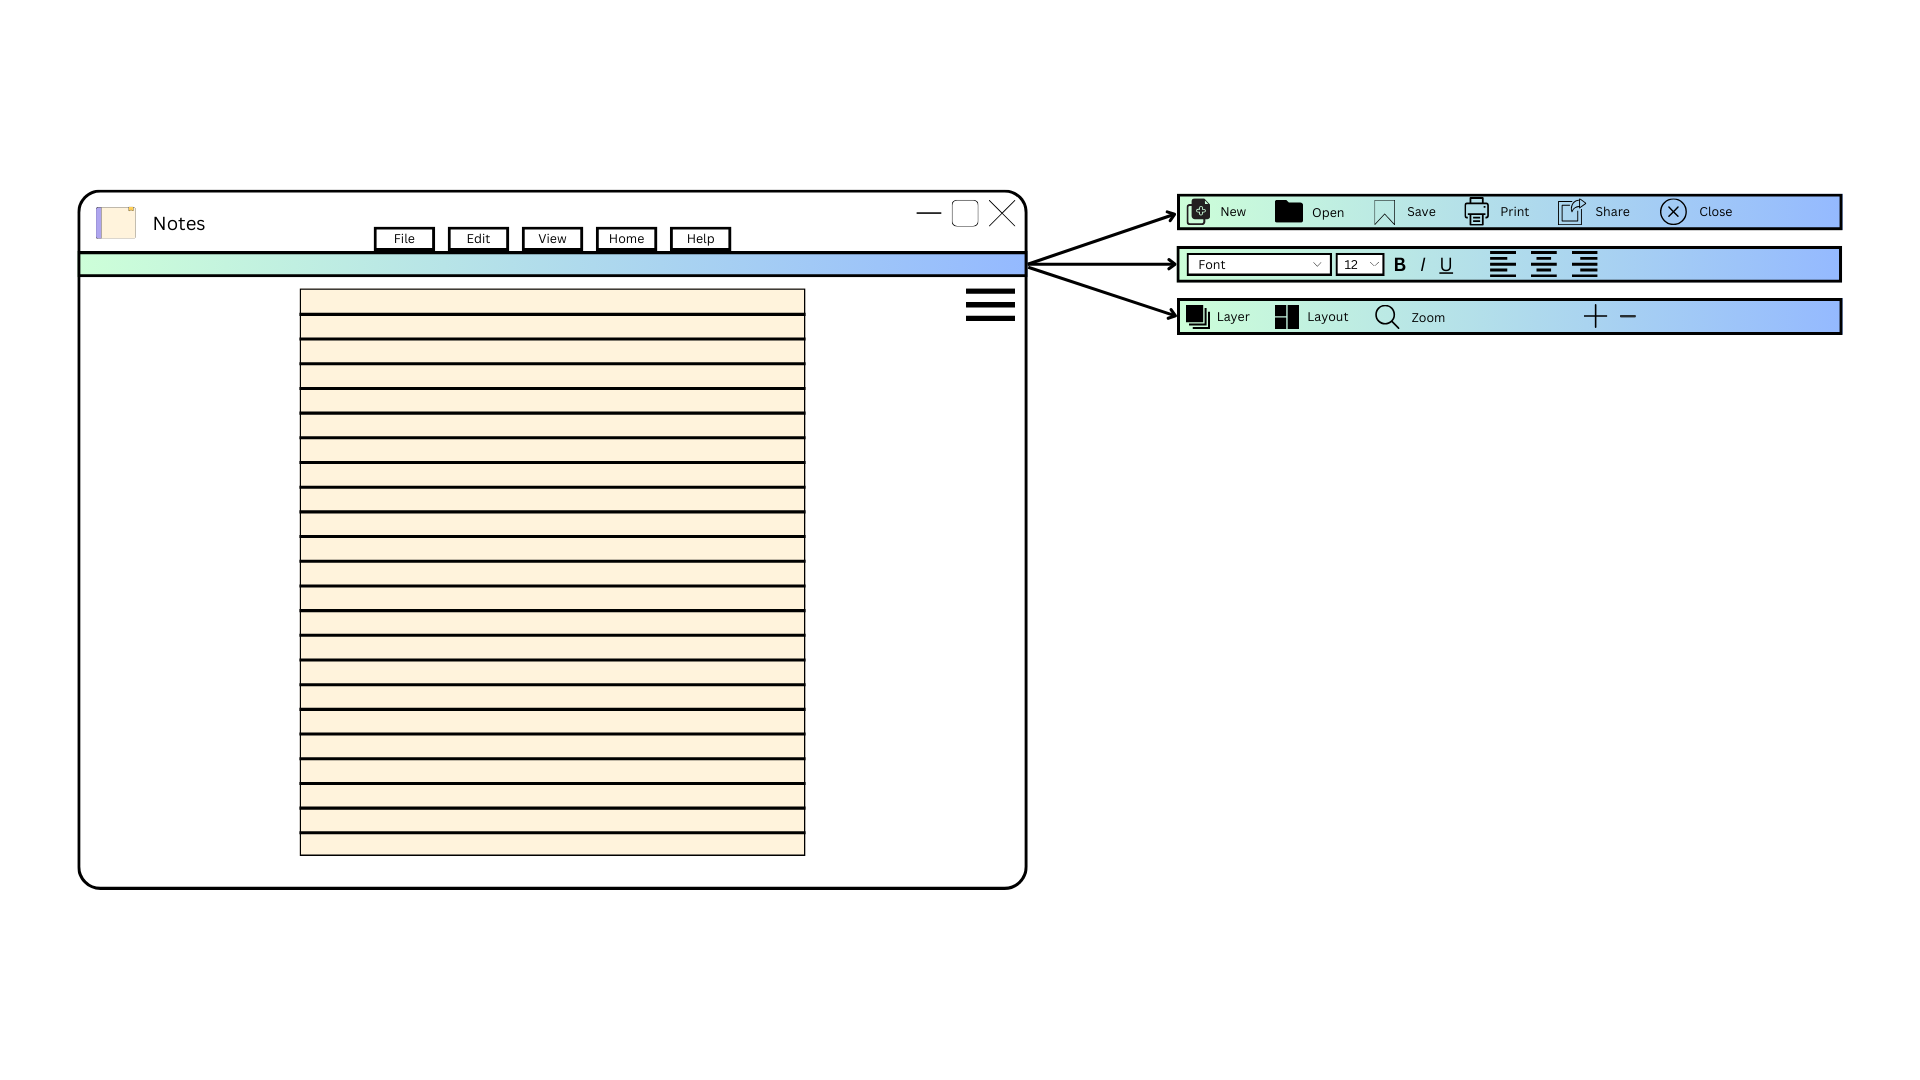 Notes
File Edit View Home Help
New Open Save Print Share Close
Font 12 B I U
Layer Layout Zoom